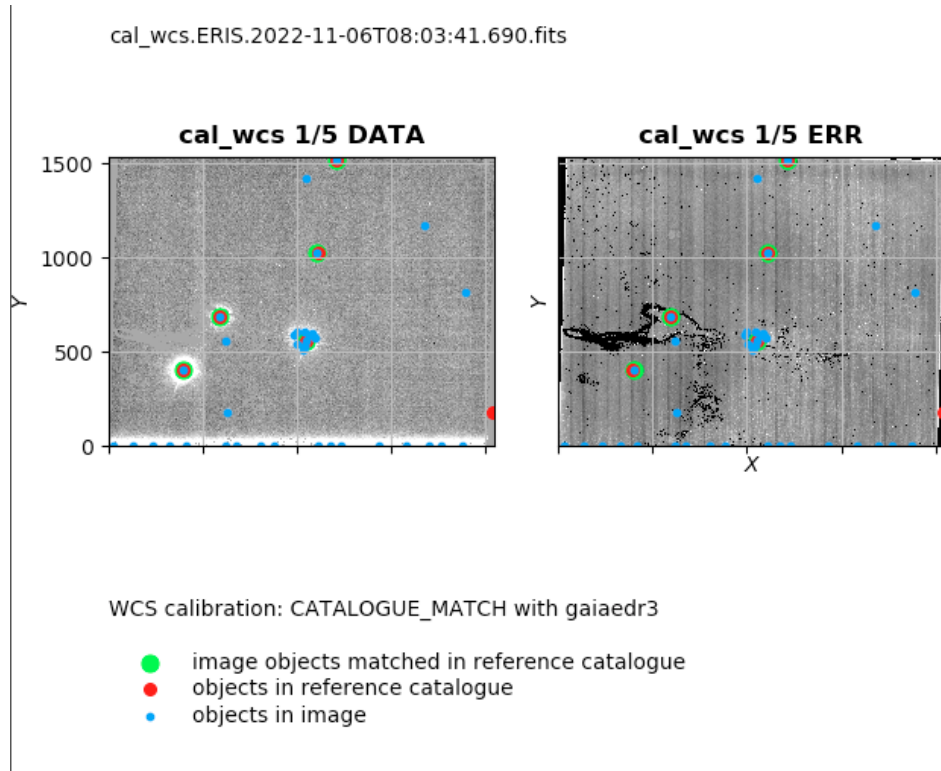 cal_wcs.ERIS.2022-11-06T08:03:41.690.fits
cal_wcs 1/5 DATA
cal_wcs 1/5 ERR
1500
1000
500
0
Y
Y
X
WCS calibration: CATALOGUE_MATCH with gaiaedr3
image objects matched in reference catalogue
objects in reference catalogue
objects in image